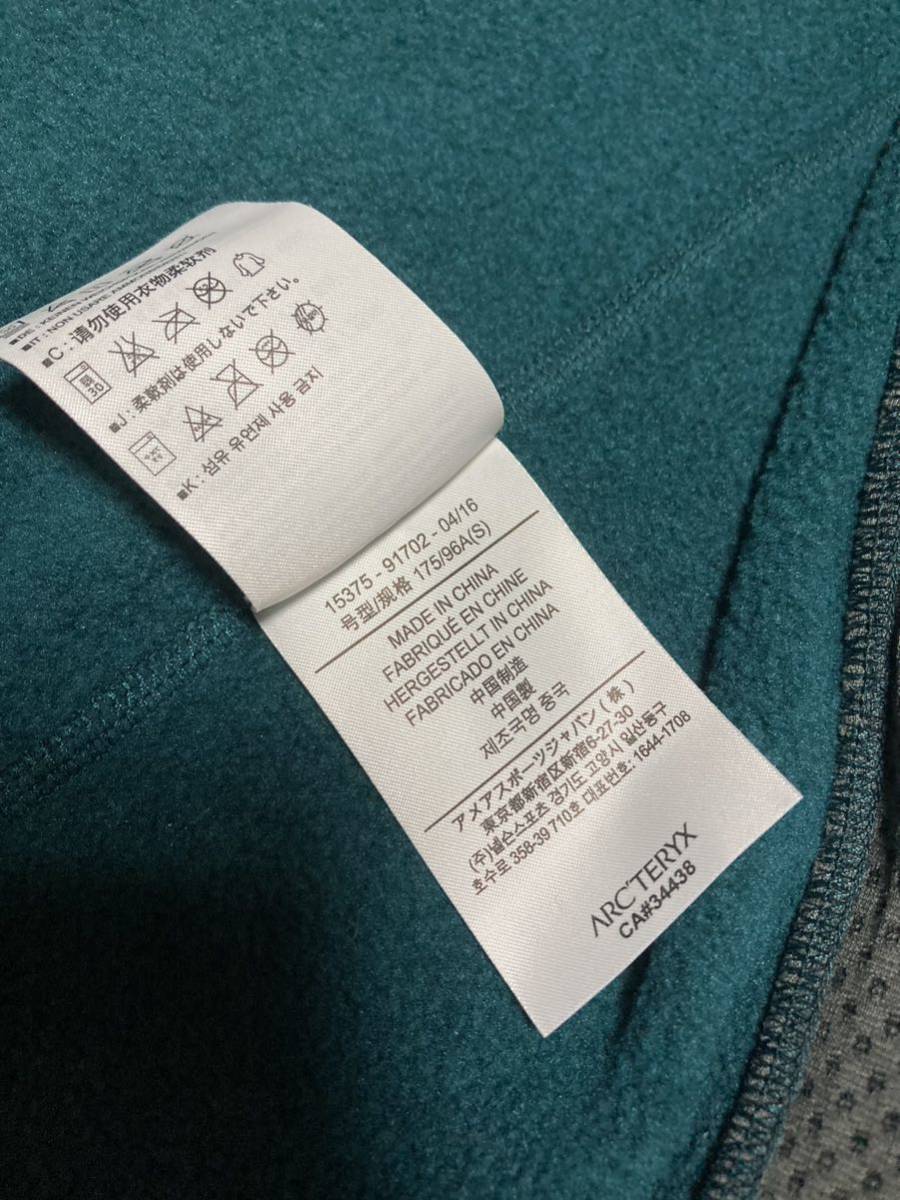 ■IT : NON USARE AMMORBIDENTE
■C : 请勿使用衣物柔软剂
30
■J : 柔軟剤は使用しないで下さい。
■K : 섬유 유연제 사용 금지
15375 - 91702 - 04/16
号型/规格 175/96A(S)
MADE IN CHINA
FABRIQUÉ EN CHINE
HERGESTELLT IN CHINA
FABRICADO EN CHINA
中国制造
中国製
제조국명 중국
アメアスポーツジャパン ( 株 )
東京都新宿区新宿6-27-30
(주)넬슨스포츠 경기도 고양시 일산동구
호수로 358-39 710호 대표번호: 1644-1708
ARC'TERYX
CA#34438